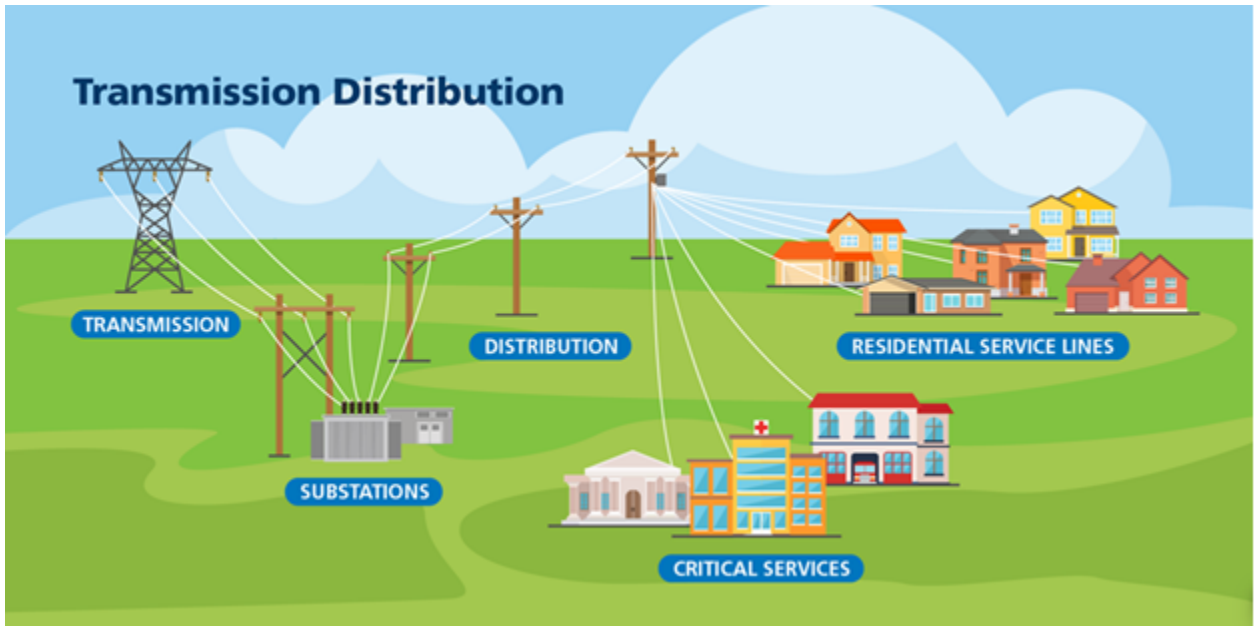 Transmission Distribution
TRANSMISSION
DISTRIBUTION
RESIDENTIAL SERVICE LINES
SUBSTATIONS
CRITICAL SERVICES